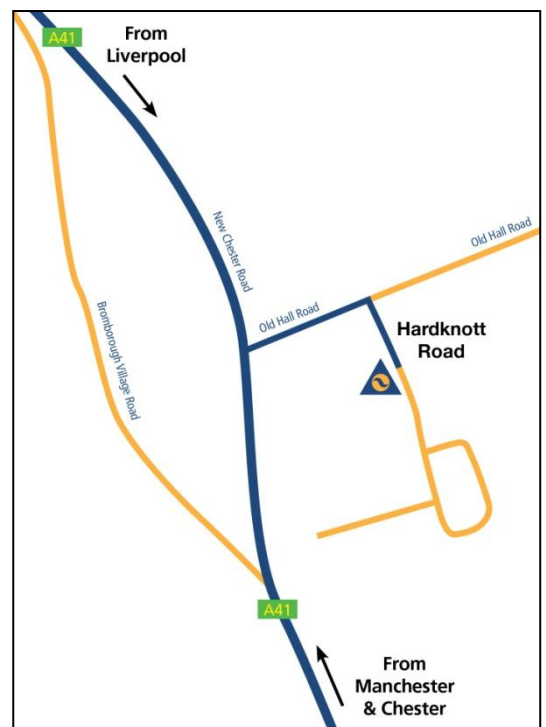 A41
From
Liverpool
New Chester Road
Old Hall Road
Old Hall Road
Hardknott
Road
Bromborough Village Road
A41
From
Manchester
& Chester